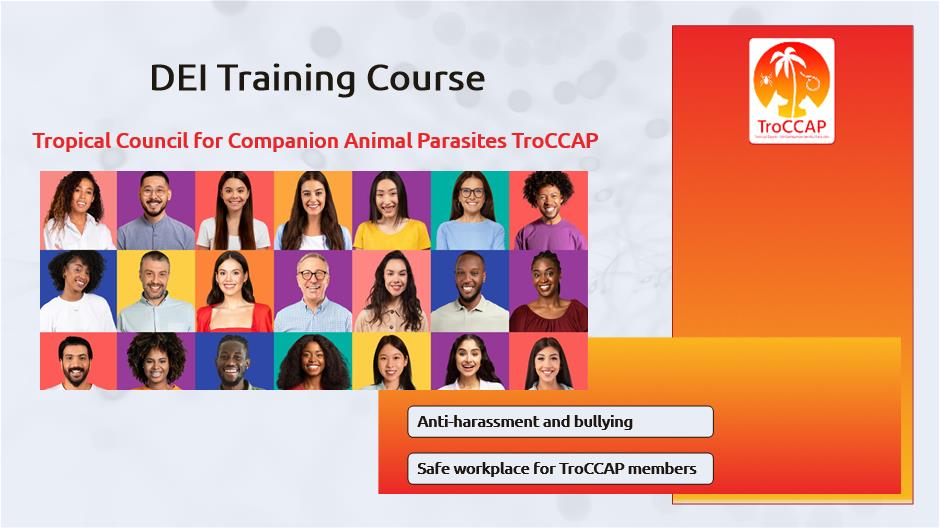 DEI Training Course
Tropical Council for Companion Animal Parasites TroCCAP
TroCCAP
Anti-harassment and bullying
Safe workplace for TroCCAP members